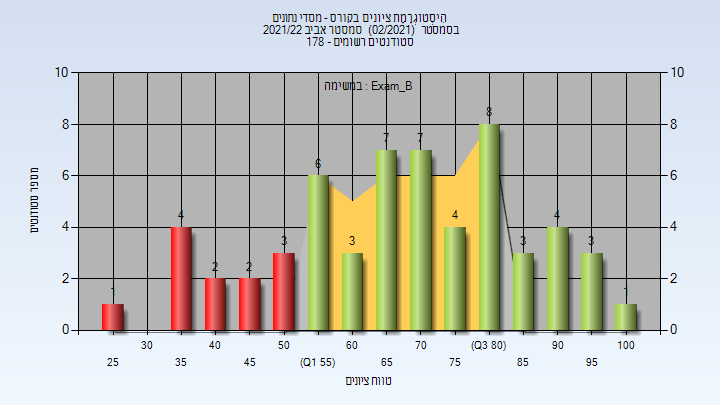 היסטוגרמת ציונים בקורס - מסדי נתונים
בסמסטר (02/2021) סמסטר אביב 2021/22
סטודנטים רשומים - 178
במשימה : Exam_B
מספר סטודנטים
10 10
8 8
6 6
4 4
2 2
0 0
1 4 2 2 3 6 3 7 7 4 8 3 4 3 1
30 40 50 60 70 (Q3 80) 90 100
25 35 45 (Q1 55) 65 75 85 95
טווח ציונים